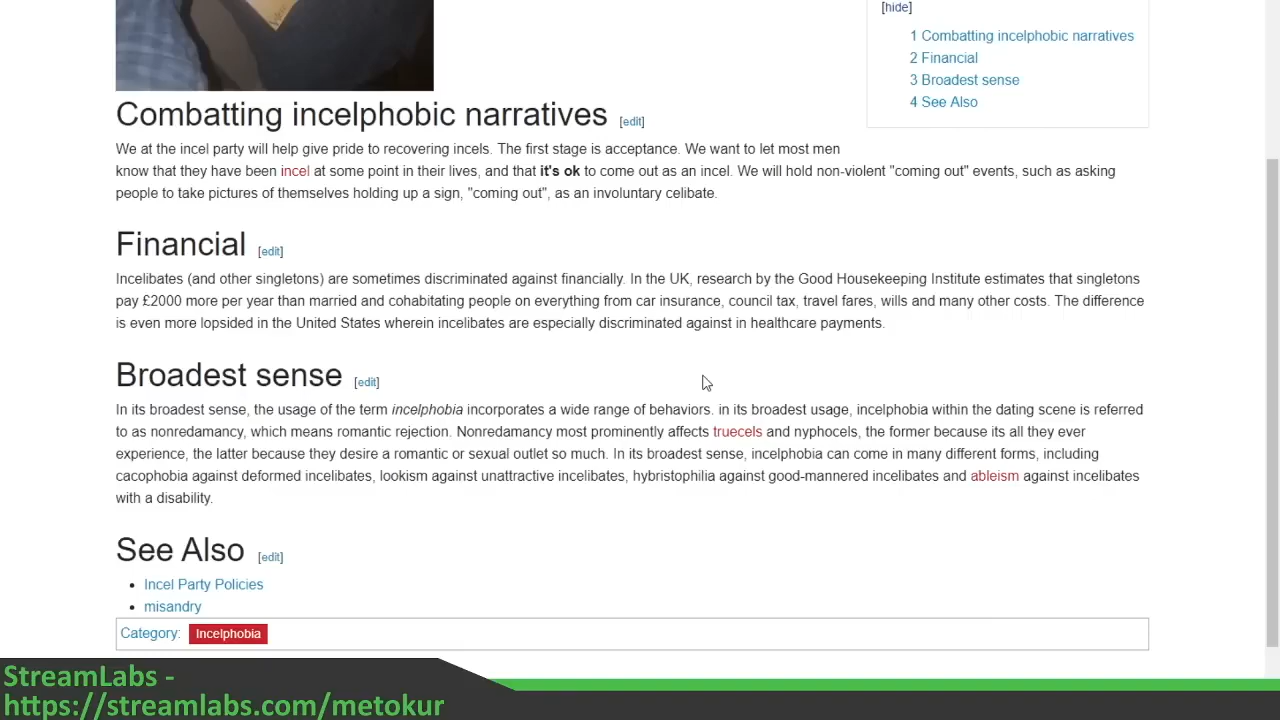 [hide]
1 Combatting incelphobic narratives
2 Financial
3 Broadest sense
4 See Also
Combatting incelphobic narratives [edit]
We at the incel party will help give pride to recovering incels. The first stage is acceptance. We want to let most men
know that they have been incel at some point in their lives, and that it's ok to come out as an incel. We will hold non-violent "coming out" events, such as asking
people to take pictures of themselves holding up a sign, "coming out", as an involuntary celibate.
Financial [edit]
Incelibates (and other singletons) are sometimes discriminated against financially. In the UK, research by the Good Housekeeping Institute estimates that singletons
pay £2000 more per year than married and cohabitating people on everything from car insurance, council tax, travel fares, wills and many other costs. The difference
is even more lopsided in the United States wherein incelibates are especially discriminated against in healthcare payments.
Broadest sense [edit]
In its broadest sense, the usage of the term incelphobia incorporates a wide range of behaviors. in its broadest usage, incelphobia within the dating scene is referred
to as nonredamancy, which means romantic rejection. Nonredamancy most prominently affects truecels and nyphocels, the former because its all they ever
experience, the latter because they desire a romantic or sexual outlet so much. In its broadest sense, incelphobia can come in many different forms, including
cacophobia against deformed incelibates, lookism against unattractive incelibates, hybristophilia against good-mannered incelibates and ableism against incelibates
with a disability.
See Also [edit]
• Incel Party Policies
• misandry
Category: Incelphobia
StreamLabs -
https://streamlabs.com/metokur